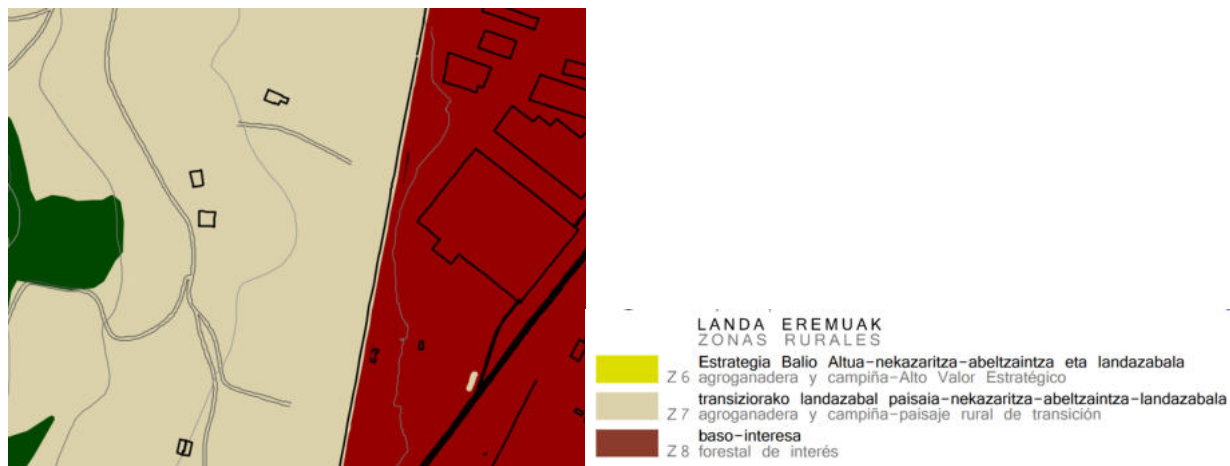 LANDA EREMUAK
ZONAS RURALES
Estrategia Balio Altua-nekazaritza-abeltzaintza eta landazabala
Z 6 agroganadera y campiña-Alto Valor Estratégico
transiziorako landazabal paisaia-nekazaritza-abeltzaintza-landazabala
Z 7 agroganadera y campiña-paisaje rural de transición
baso-interesa
Z 8 forestal de interés